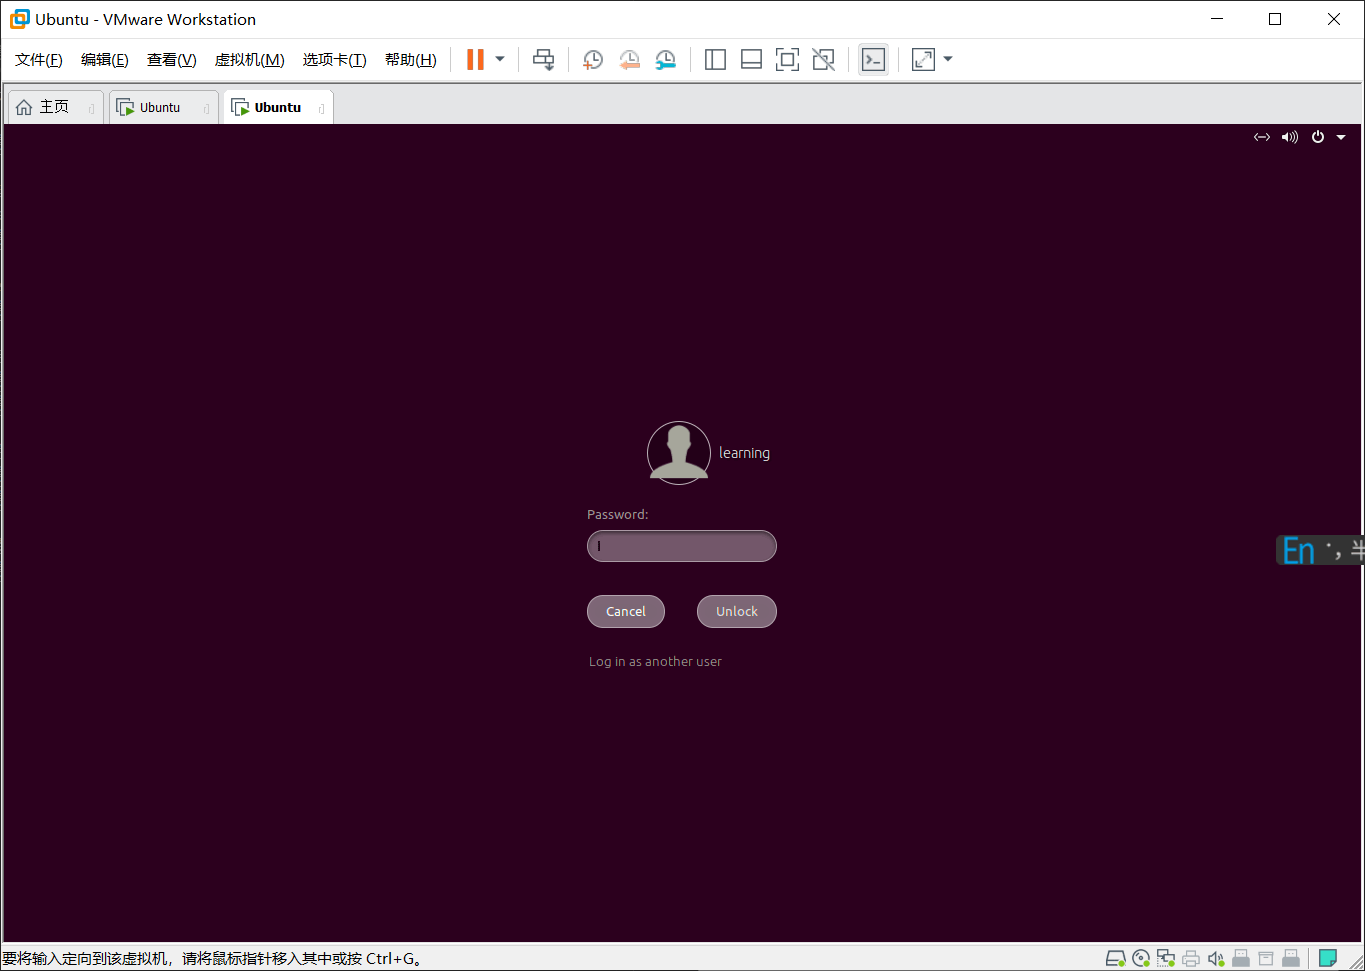 Ubuntu - VMware Workstation
文件(F) 编辑(E) 查看(V) 虚拟机(M) 选项卡(T) 帮助(H)
主页 Ubuntu Ubuntu
learning
Password:
En 半
Cancel Unlock
Log in as another user
要将输入定向到该虚拟机，请将鼠标指针移入其中或按 Ctrl+G。